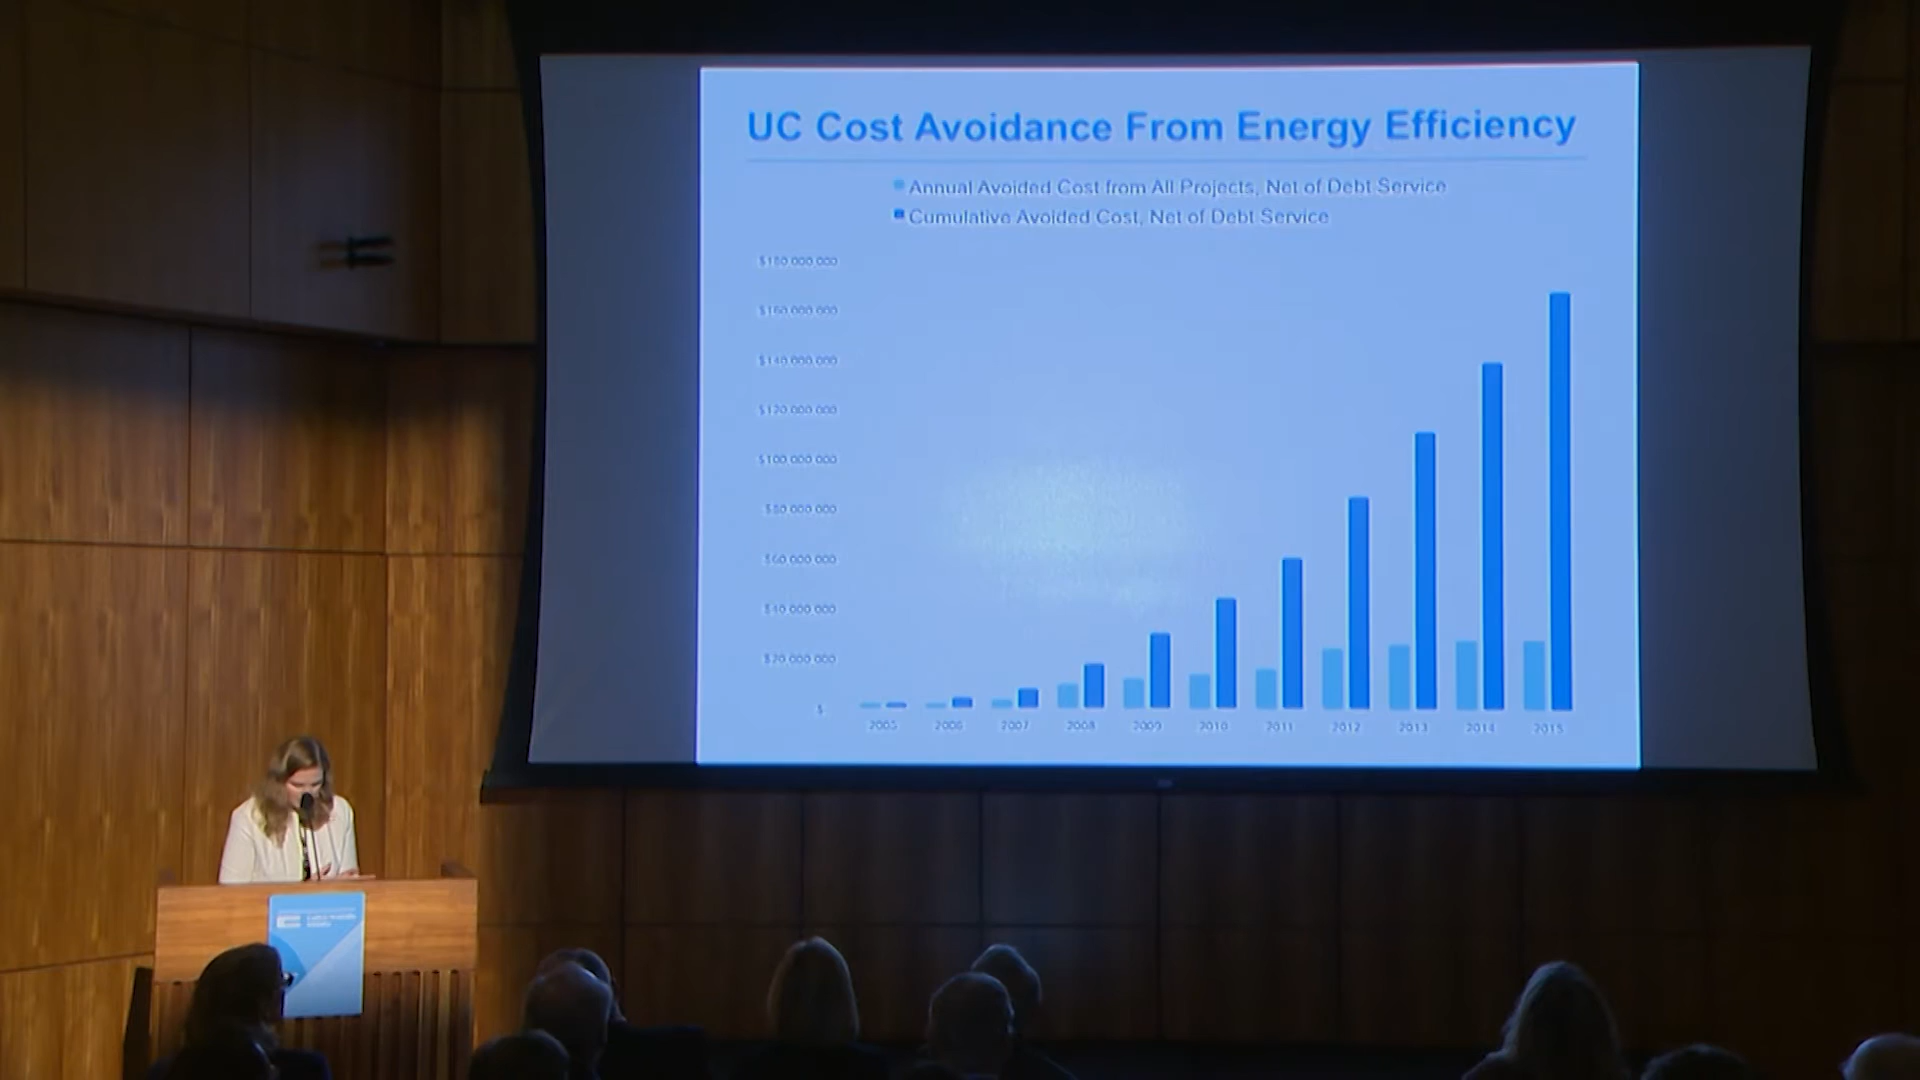 UC Cost Avoidance From Energy Efficiency
Annual Avoided Cost from All Projects, Net of Debt Service
Cumulative Avoided Cost, Net of Debt Service
$180 000 000
$160 000 000
$140 000 000
$120 000 000
$100 000 000
$80 000 000
$60 000 000
$40 000 000
$20 000 000
$
2005 2006 2007 2008 2009 2010 2011 2012 2013 2014 2015